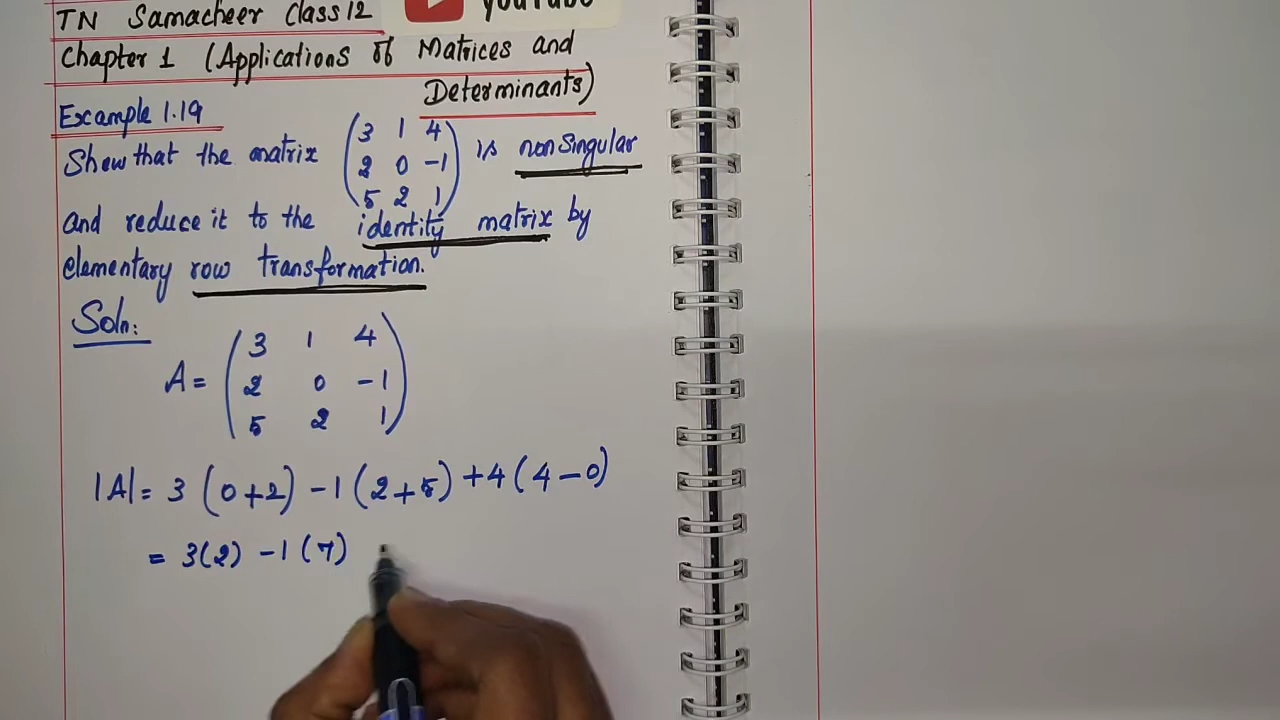 TN Samacheer Class 12
YouTube
Chapter 1 (Applications of Matrices and
Determinants)
Example 1.19
Show that the matrix (3 1 4
2 0 -1
5 2 1) is nonsingular
and reduce it to the identity matrix by
elementary row transformation.
Soln:
A = (3 1 4
2 0 -1
5 2 1)
|A| = 3 (0+2) -1 (2+5) +4 (4-0)
= 3(2) -1 (7)